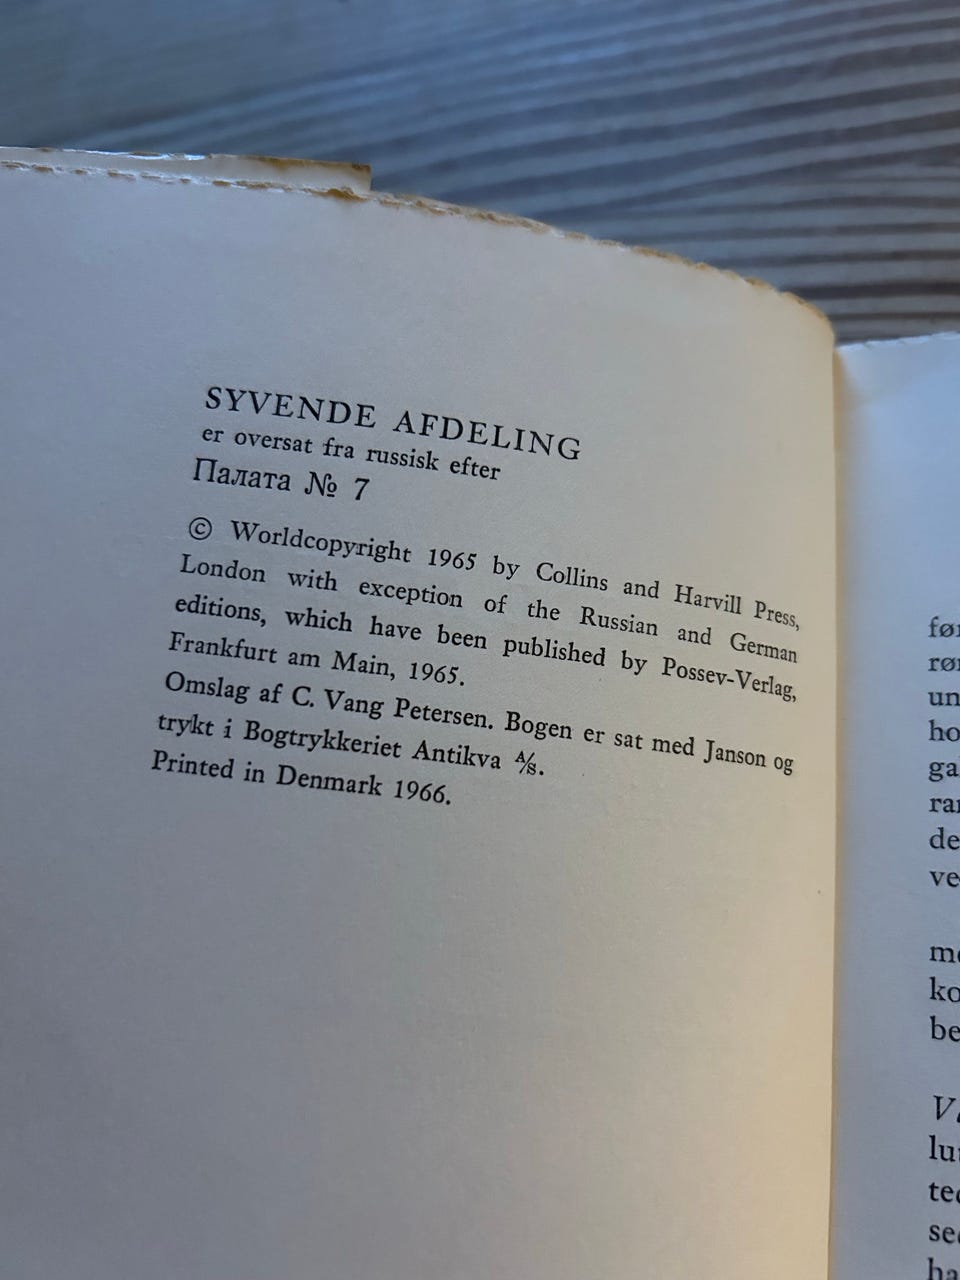 SYVENDE AFDELING
er oversat fra russisk efter
Палата № 7
© Worldcopyright 1965 by Collins and Harvill Press,
London with exception of the Russian and German
editions, which have been published by Possev-Verlag,
Frankfurt am Main, 1965.
Omslag af C. Vang Petersen. Bogen er sat med Janson og
trykt i Bogtrykkeriet Antikva A/S.
Printed in Denmark 1966.